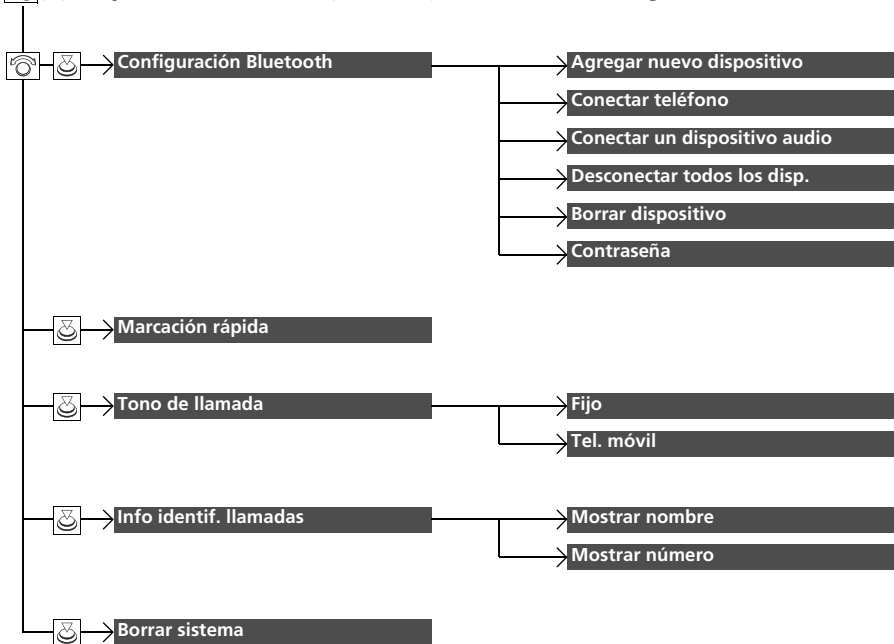 Configuración Bluetooth
Agregar nuevo dispositivo
Conectar teléfono
Conectar un dispositivo audio
Desconectar todos los disp.
Borrar dispositivo
Contraseña
Marcación rápida
Tono de llamada
Fijo
Tel. móvil
Info identif. llamadas
Mostrar nombre
Mostrar número
Borrar sistema